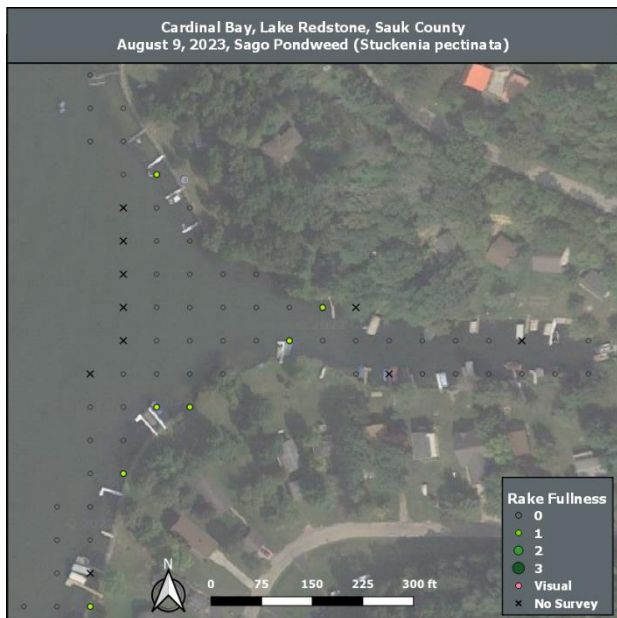 Cardinal Bay, Lake Redstone, Sauk County
August 9, 2023, Sago Pondweed (Stuckenia pectinata)
Rake Fullness
0
1
2
3
Visual
No Survey
N
0 75 150 225 300 ft